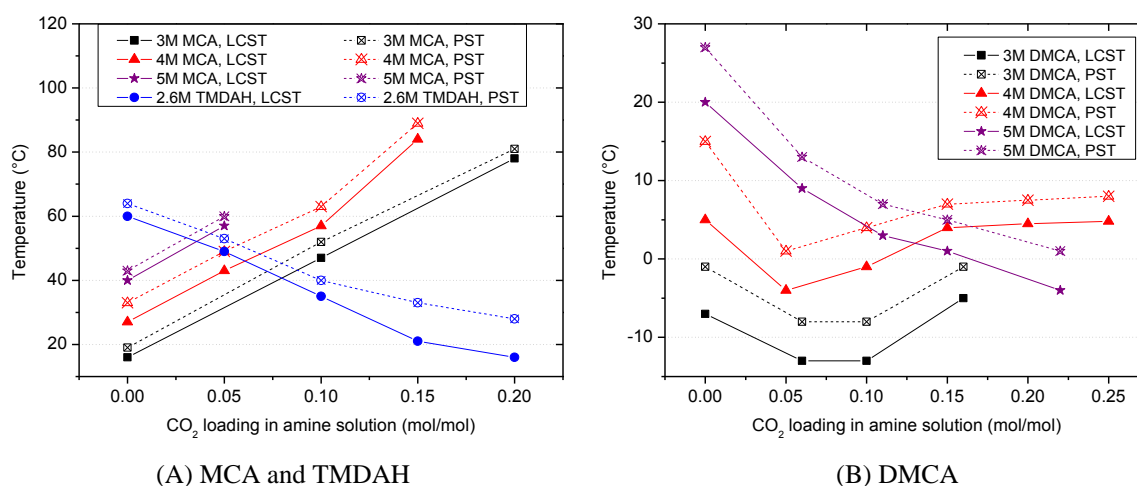 120
100
80
60
40
20
Temperature (°C)
3M MCA, LCST
4M MCA, LCST
5M MCA, LCST
2.6M TMDAH, LCST
3M MCA, PST
4M MCA, PST
5M MCA, PST
2.6M TMDAH, PST
0.00 0.05 0.10 0.15 0.20
CO₂ loading in amine solution (mol/mol)
(A) MCA and TMDAH
30
20
10
0
-10
Temperature (°C)
3M DMCA, LCST
3M DMCA, PST
4M DMCA, LCST
4M DMCA, PST
5M DMCA, LCST
5M DMCA, PST
0.00 0.05 0.10 0.15 0.20 0.25
CO₂ loading in amine solution (mol/mol)
(B) DMCA